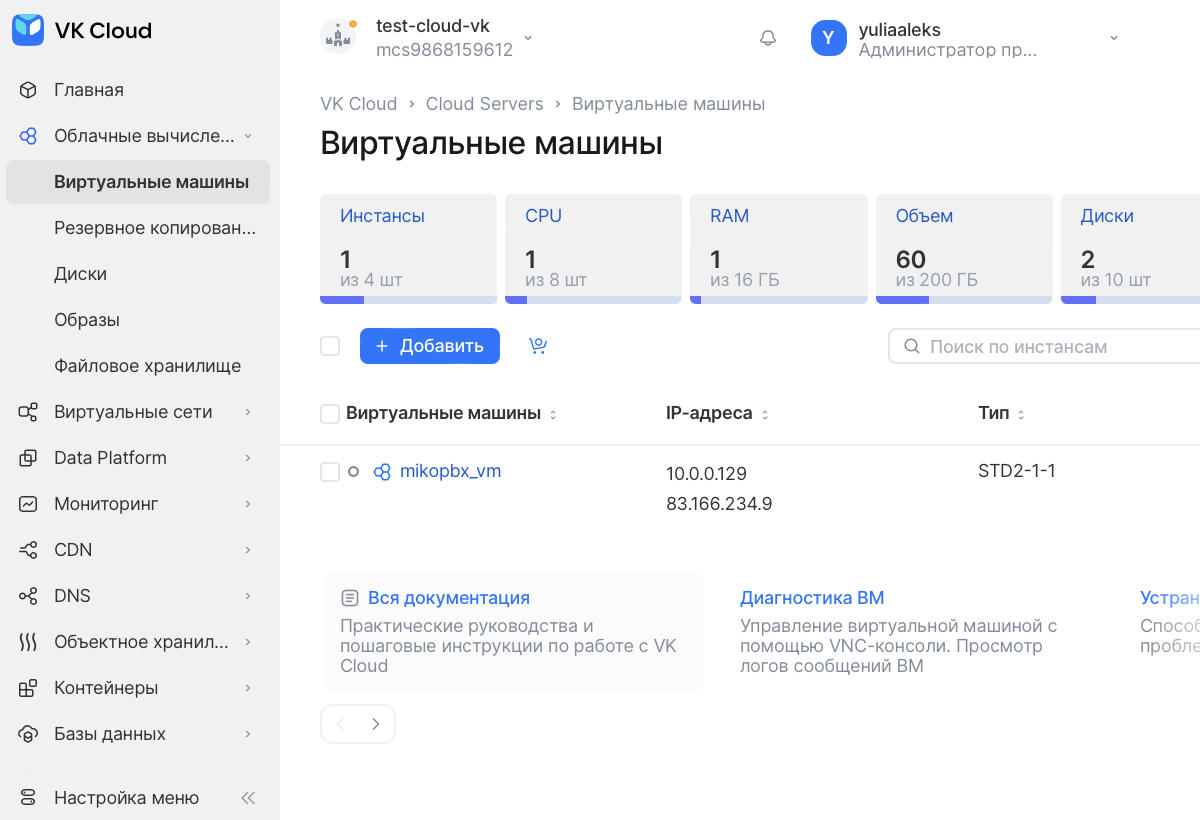 VK Cloud
Главная
Облачные вычисле...
Виртуальные машины
Резервное копирован...
Диски
Образы
Файловое хранилище
Виртуальные сети
Data Platform
Мониторинг
CDN
DNS
Объектное хранил...
Контейнеры
Базы данных
Настройка меню
test-cloud-vk
mcs9868159612
Y
yuliaaleks
Администратор пр...
VK Cloud › Cloud Servers › Виртуальные машины
Виртуальные машины
Инстансы
1
из 4 шт
CPU
1
из 8 шт
RAM
1
из 16 ГБ
Объем
60
из 200 ГБ
Диски
2
из 10 шт
+ Добавить
Поиск по инстансам
Виртуальные машины IP-адреса Тип
mikopbx_vm 10.0.0.129 STD2-1-1
83.166.234.9
Вся документация
Практические руководства и
пошаговые инструкции по работе с VK
Cloud
Диагностика ВМ
Управление виртуальной машиной с
помощью VNC-консоли. Просмотр
логов сообщений ВМ
Устран
Способ
пробле